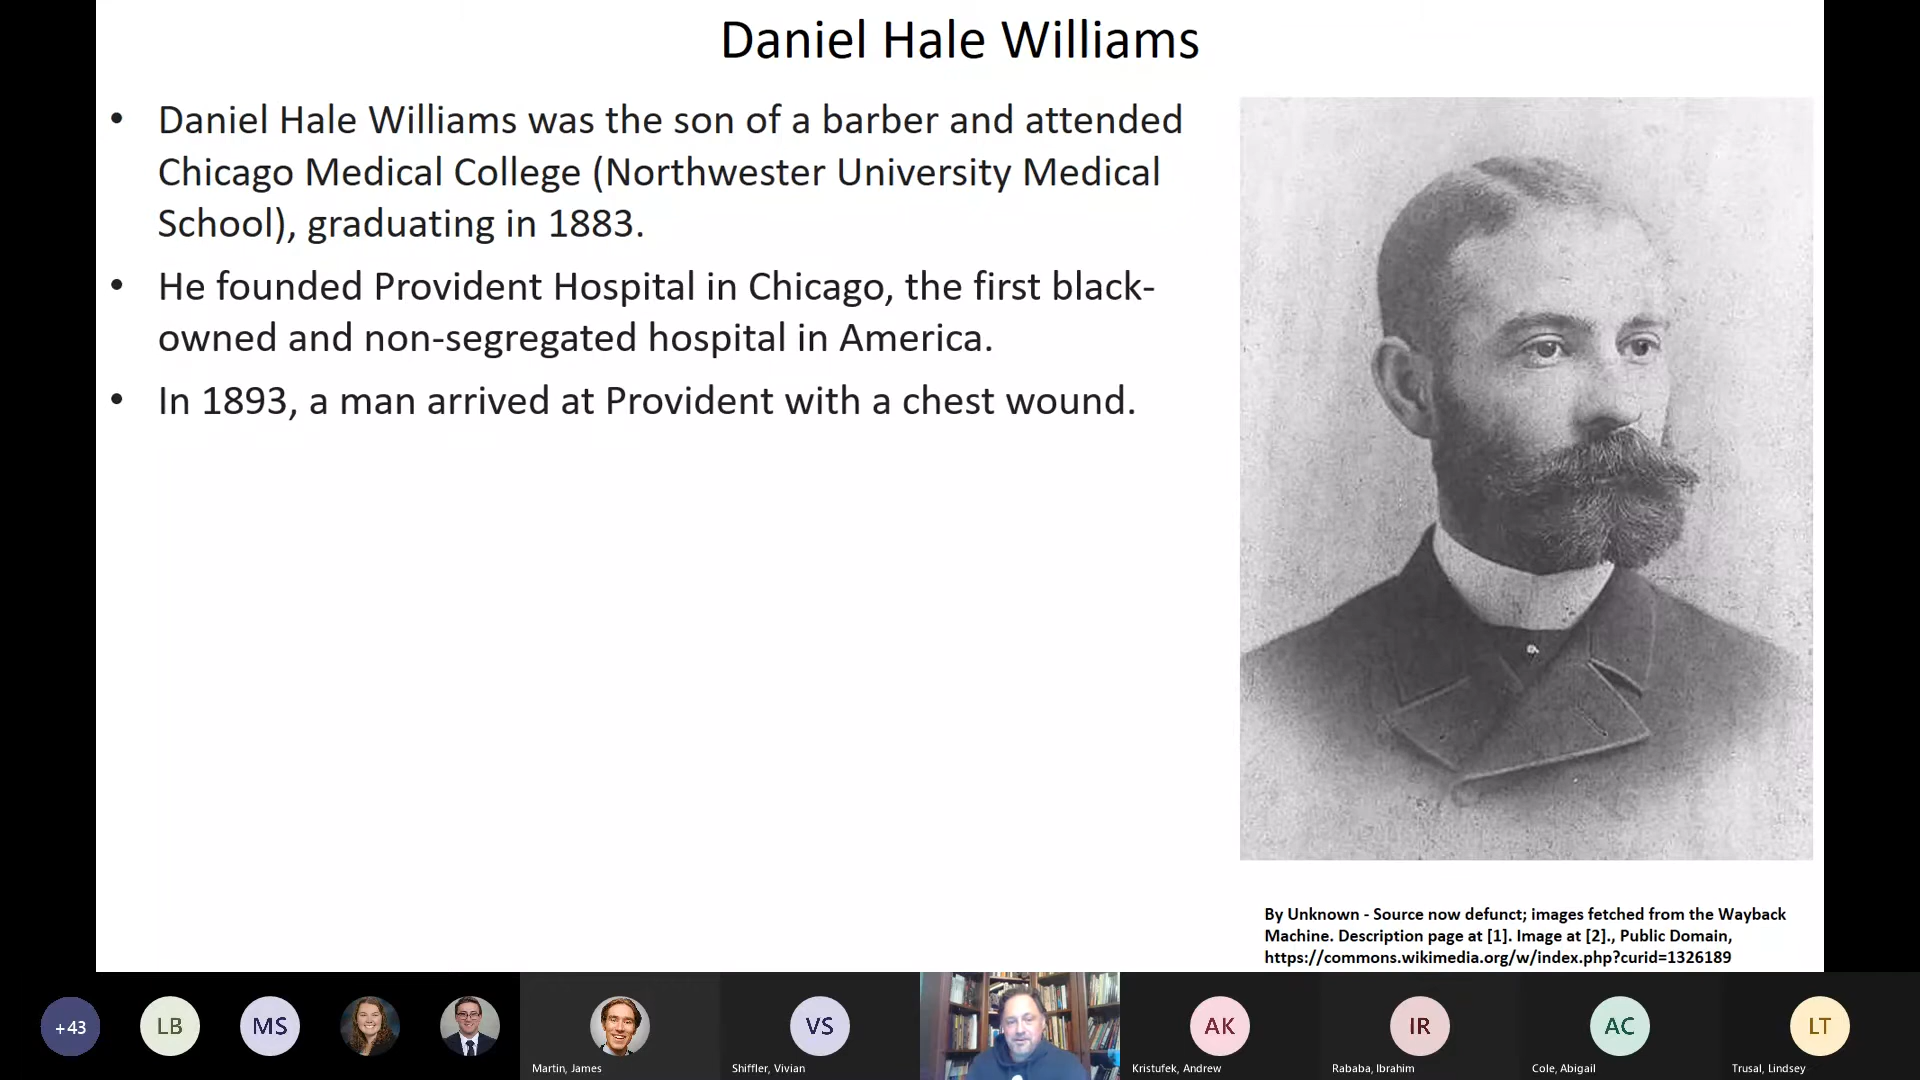 Daniel Hale Williams
• Daniel Hale Williams was the son of a barber and attended
Chicago Medical College (Northwester University Medical
School), graduating in 1883.
• He founded Provident Hospital in Chicago, the first black-
owned and non-segregated hospital in America.
• In 1893, a man arrived at Provident with a chest wound.
By Unknown - Source now defunct; images fetched from the Wayback
Machine. Description page at [1]. Image at [2]., Public Domain,
https://commons.wikimedia.org/w/index.php?curid=1326189
+43
LB
MS
Martin, James
VS
Shiffler, Vivian
AK
Kristufek, Andrew
IR
Rababa, Ibrahim
AC
Cole, Abigail
LT
Trusal, Lindsey